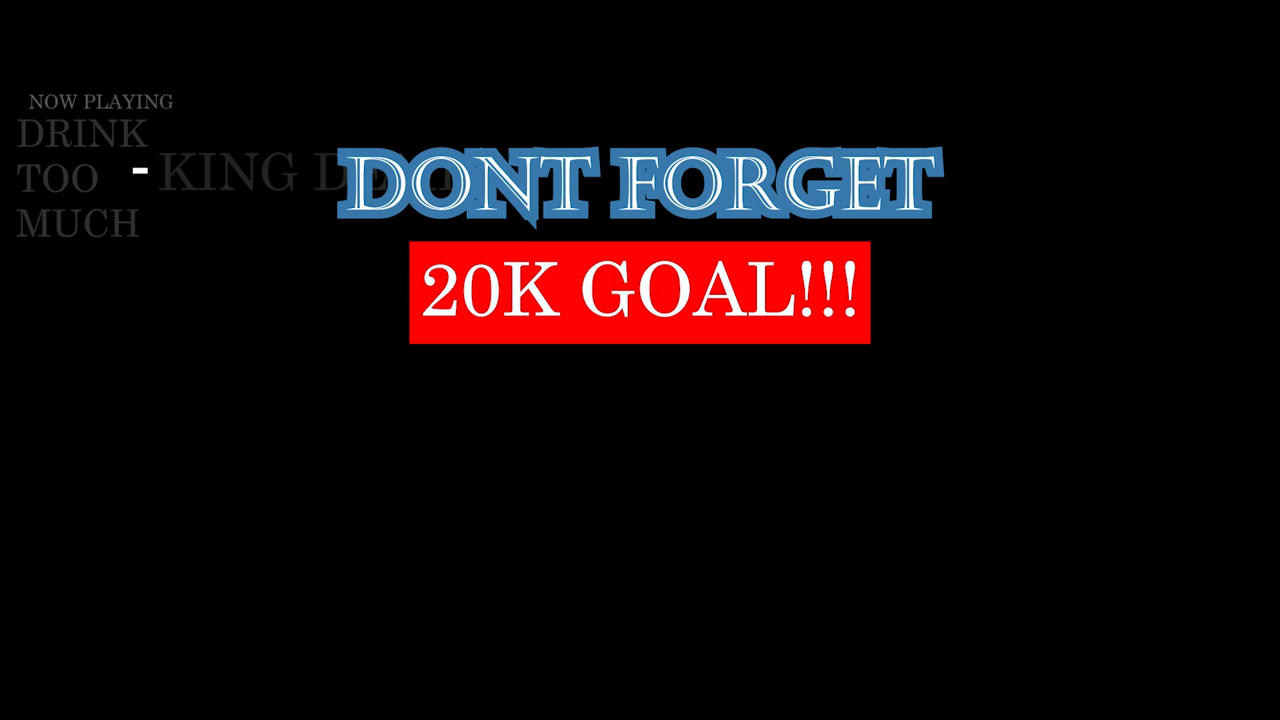 NOW PLAYING
DRINK
TOO
MUCH
- KING
DONT FORGET
20K GOAL!!!